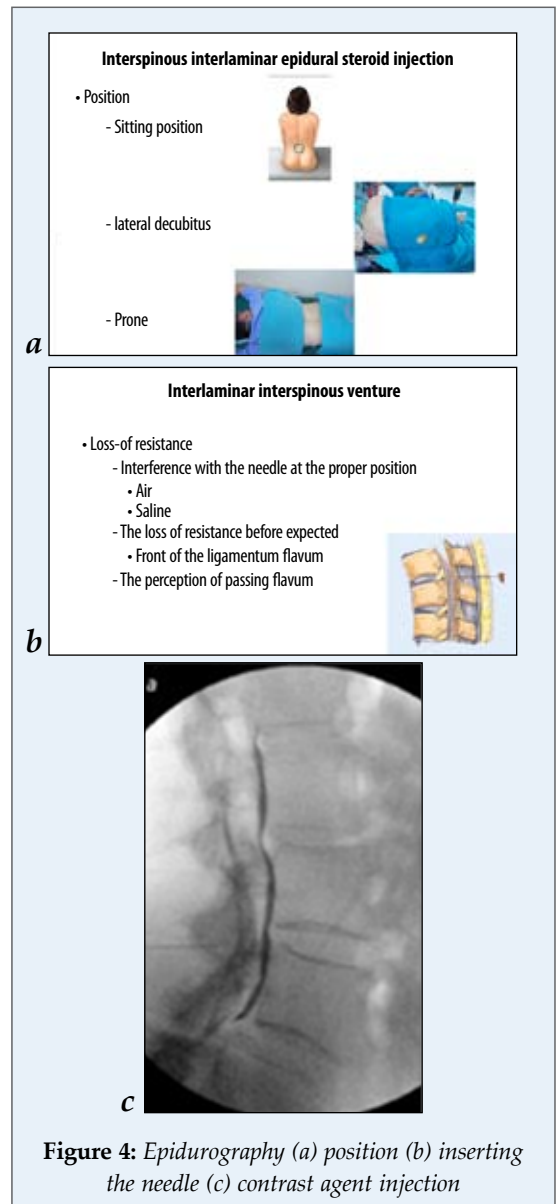 Interspinous interlaminar epidural steroid injection
• Position
- Sitting position
- lateral decubitus
- Prone
a
Interlaminar interspinous venture
• Loss-of resistance
- Interference with the needle at the proper position
• Air
• Saline
- The loss of resistance before expected
• Front of the ligamentum flavum
- The perception of passing flavum
b
c
Figure 4: Epidurography (a) position (b) inserting
the needle (c) contrast agent injection